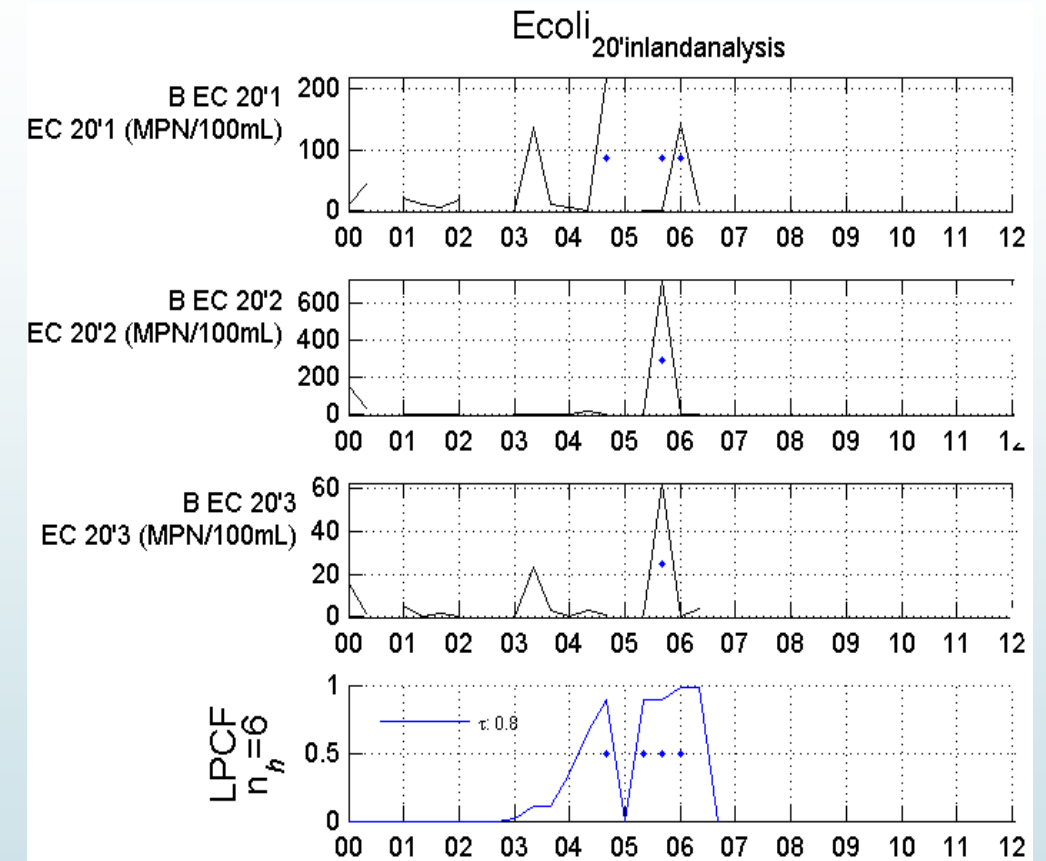 Ecoli 20'inlandanalysis
B EC 20'1
EC 20'1 (MPN/100mL)
200
100
0
00 01 02 03 04 05 06 07 08 09 10 11 12
B EC 20'2
EC 20'2 (MPN/100mL)
600
400
200
0
00 01 02 03 04 05 06 07 08 09 10 11
B EC 20'3
EC 20'3 (MPN/100mL)
60
40
20
0
00 01 02 03 04 05 06 07 08 09 10 11 12
LPCF
n_h=6
1
0.5
0
τ: 0.8
00 01 02 03 04 05 06 07 08 09 10 11 12